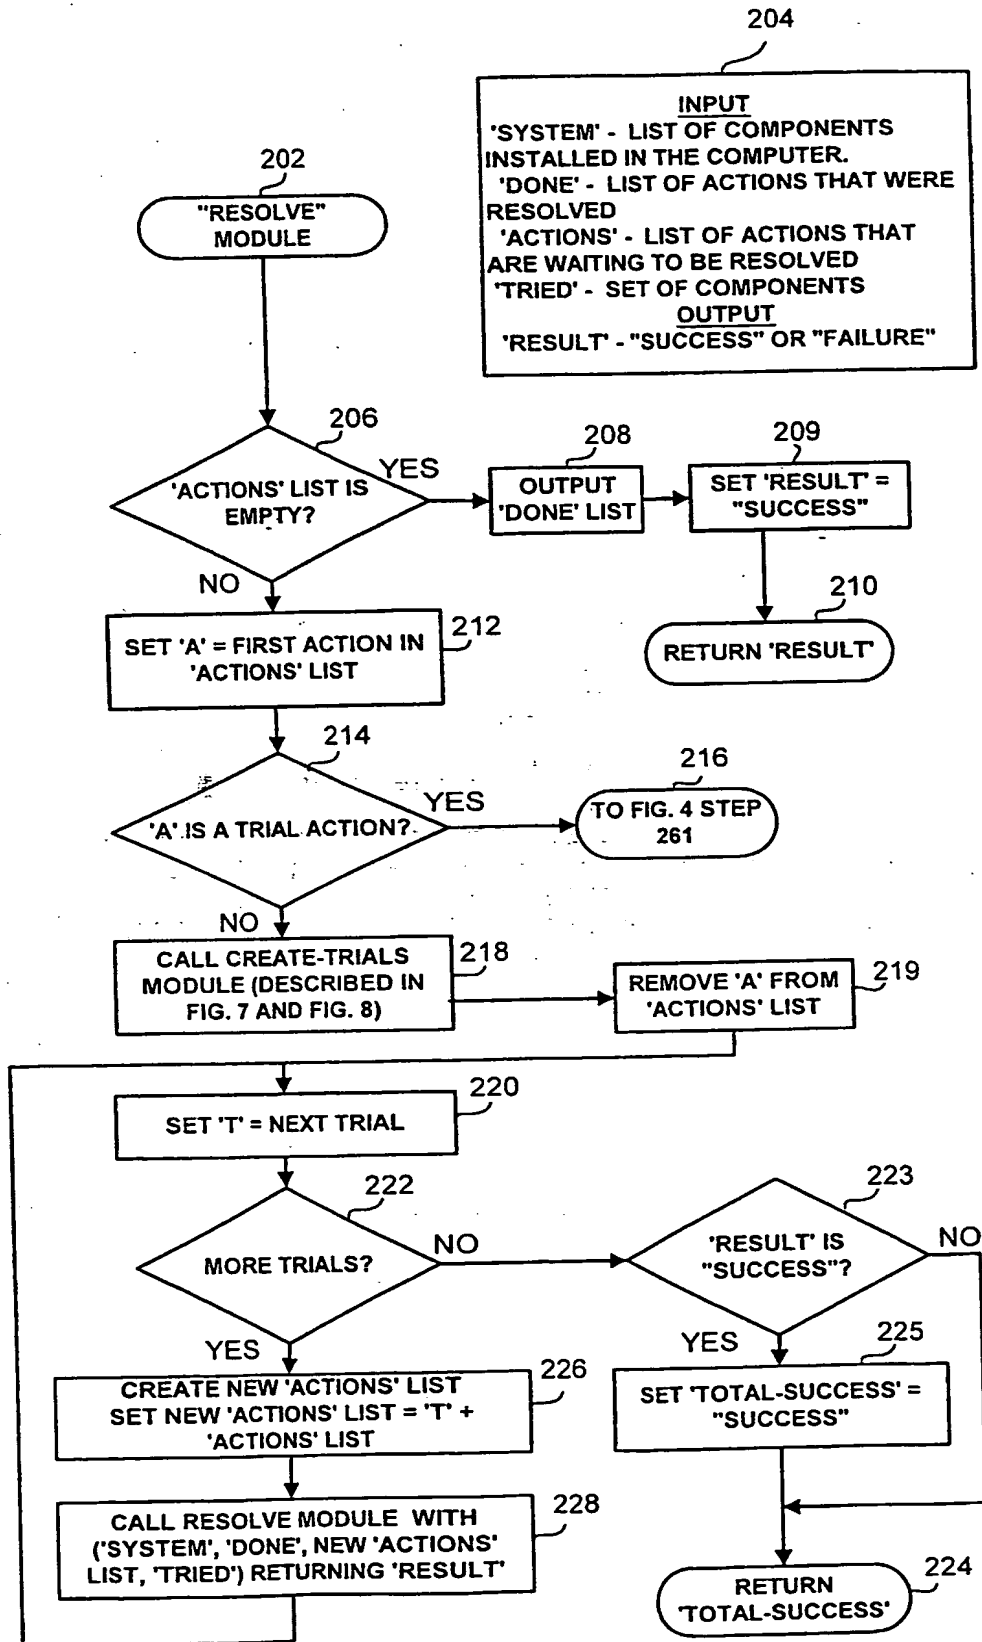 204
INPUT
'SYSTEM' - LIST OF COMPONENTS
INSTALLED IN THE COMPUTER.
'DONE' - LIST OF ACTIONS THAT WERE
RESOLVED
'ACTIONS' - LIST OF ACTIONS THAT
ARE WAITING TO BE RESOLVED
'TRIED' - SET OF COMPONENTS
OUTPUT
'RESULT' - "SUCCESS" OR "FAILURE"
202
"RESOLVE"
MODULE
206
'ACTIONS' LIST IS
EMPTY?
YES
NO
208
OUTPUT
'DONE' LIST
209
SET 'RESULT' =
"SUCCESS"
210
RETURN 'RESULT'
212
SET 'A' = FIRST ACTION IN
'ACTIONS' LIST
214
'A' IS A TRIAL ACTION?
YES
NO
216
TO FIG. 4 STEP
261
218
CALL CREATE-TRIALS
MODULE (DESCRIBED IN
FIG. 7 AND FIG. 8)
219
REMOVE 'A' FROM
'ACTIONS' LIST
220
SET 'T' = NEXT TRIAL
222
MORE TRIALS?
NO
YES
223
'RESULT' IS
"SUCCESS"?
NO
YES
225
SET 'TOTAL-SUCCESS' =
"SUCCESS"
226
CREATE NEW 'ACTIONS' LIST
SET NEW 'ACTIONS' LIST = 'T' +
'ACTIONS' LIST
228
CALL RESOLVE MODULE WITH
('SYSTEM', 'DONE', NEW 'ACTIONS'
LIST, 'TRIED') RETURNING 'RESULT'
224
RETURN
'TOTAL-SUCCESS'